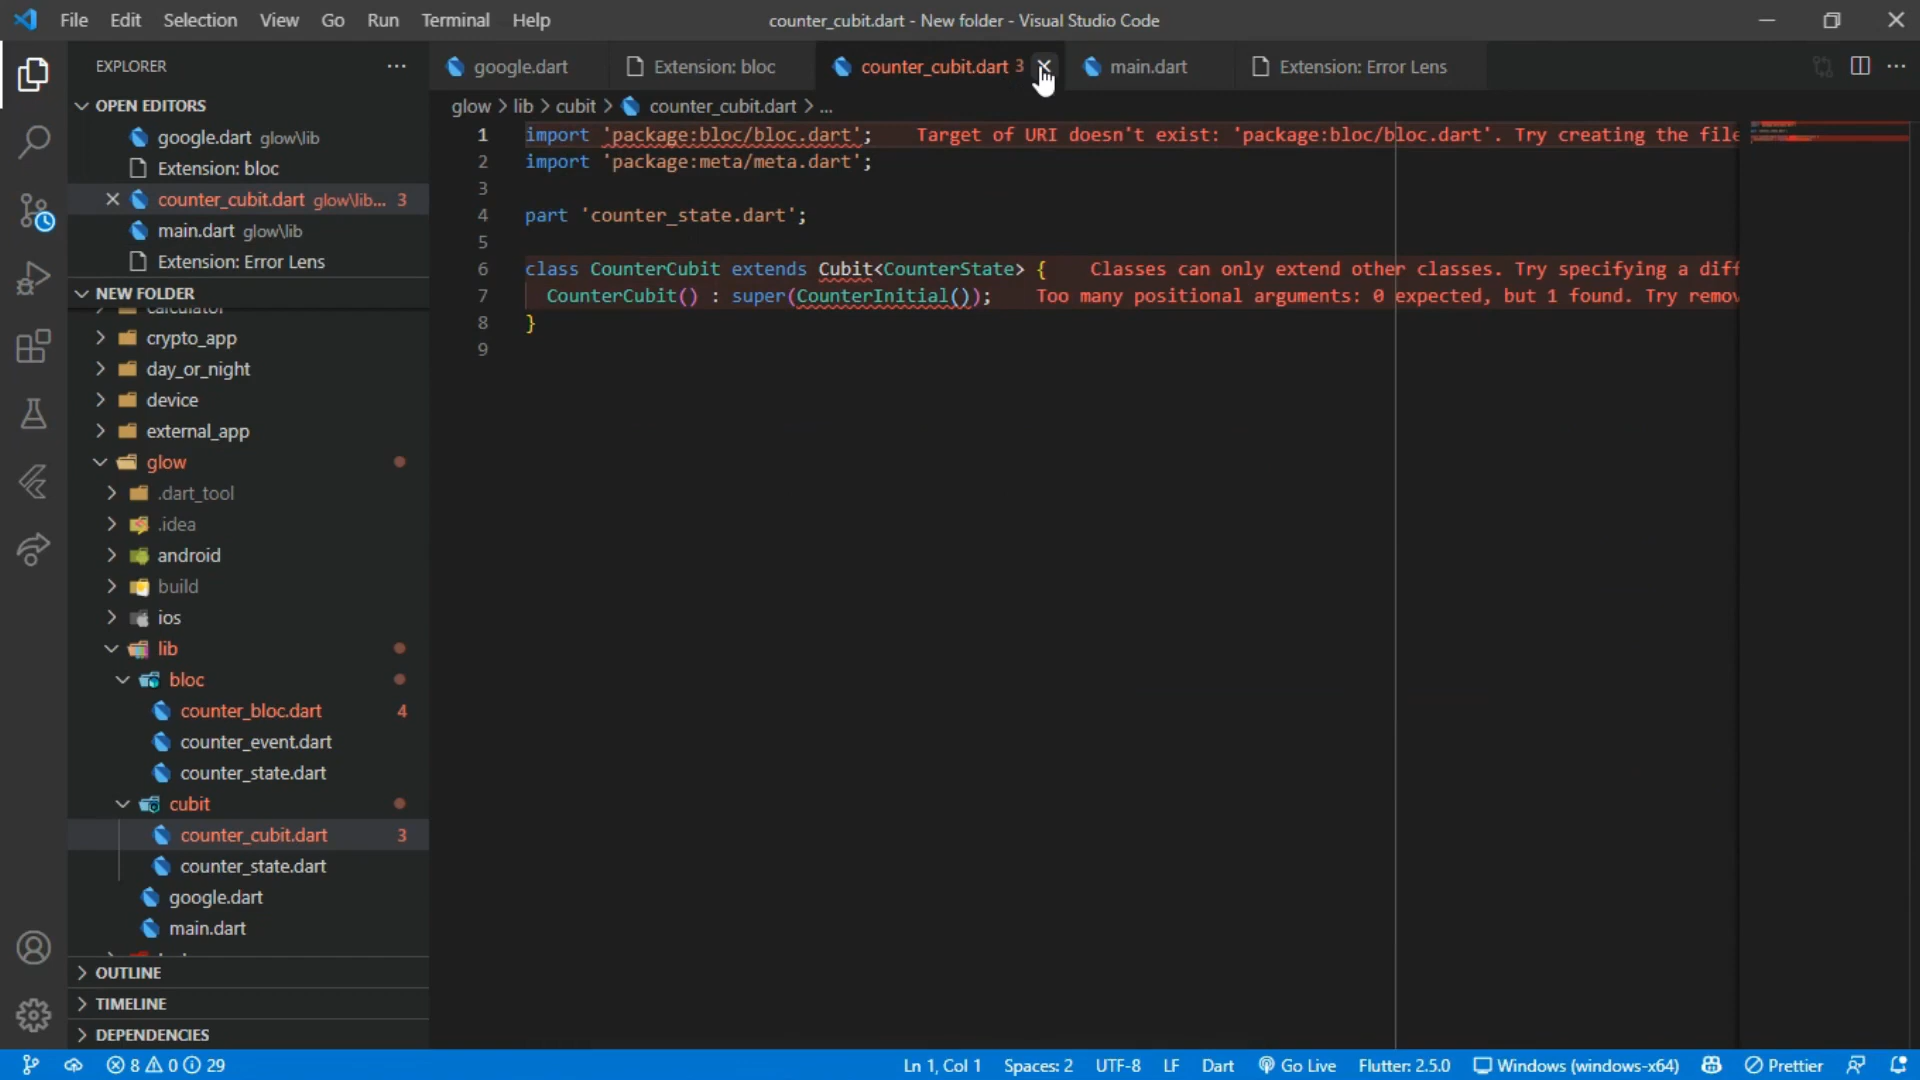 File Edit Selection View Go Run Terminal Help
counter_cubit.dart - New folder - Visual Studio Code
EXPLORER
OPEN EDITORS
google.dart glow\lib
Extension: bloc
counter_cubit.dart glow\lib... 3
main.dart glow\lib
Extension: Error Lens
NEW FOLDER
calculator
crypto_app
day_or_night
device
external_app
glow
.dart_tool
.idea
android
build
ios
lib
bloc
counter_bloc.dart 4
counter_event.dart
counter_state.dart
cubit
counter_cubit.dart 3
counter_state.dart
google.dart
main.dart
OUTLINE
TIMELINE
DEPENDENCIES
google.dart Extension: bloc counter_cubit.dart 3 main.dart Extension: Error Lens
glow > lib > cubit > counter_cubit.dart > ...
1 import 'package:bloc/bloc.dart'; Target of URI doesn't exist: 'package:bloc/bloc.dart'. Try creating the file
2 import 'package:meta/meta.dart';
3
4 part 'counter_state.dart';
5
6 class CounterCubit extends Cubit<CounterState> { Classes can only extend other classes. Try specifying a diff
7 CounterCubit() : super(CounterInitial()); Too many positional arguments: 0 expected, but 1 found. Try remov
8 }
9
8 0 29 Ln 1, Col 1 Spaces: 2 UTF-8 LF Dart Go Live Flutter: 2.5.0 Windows (windows-x64) Prettier